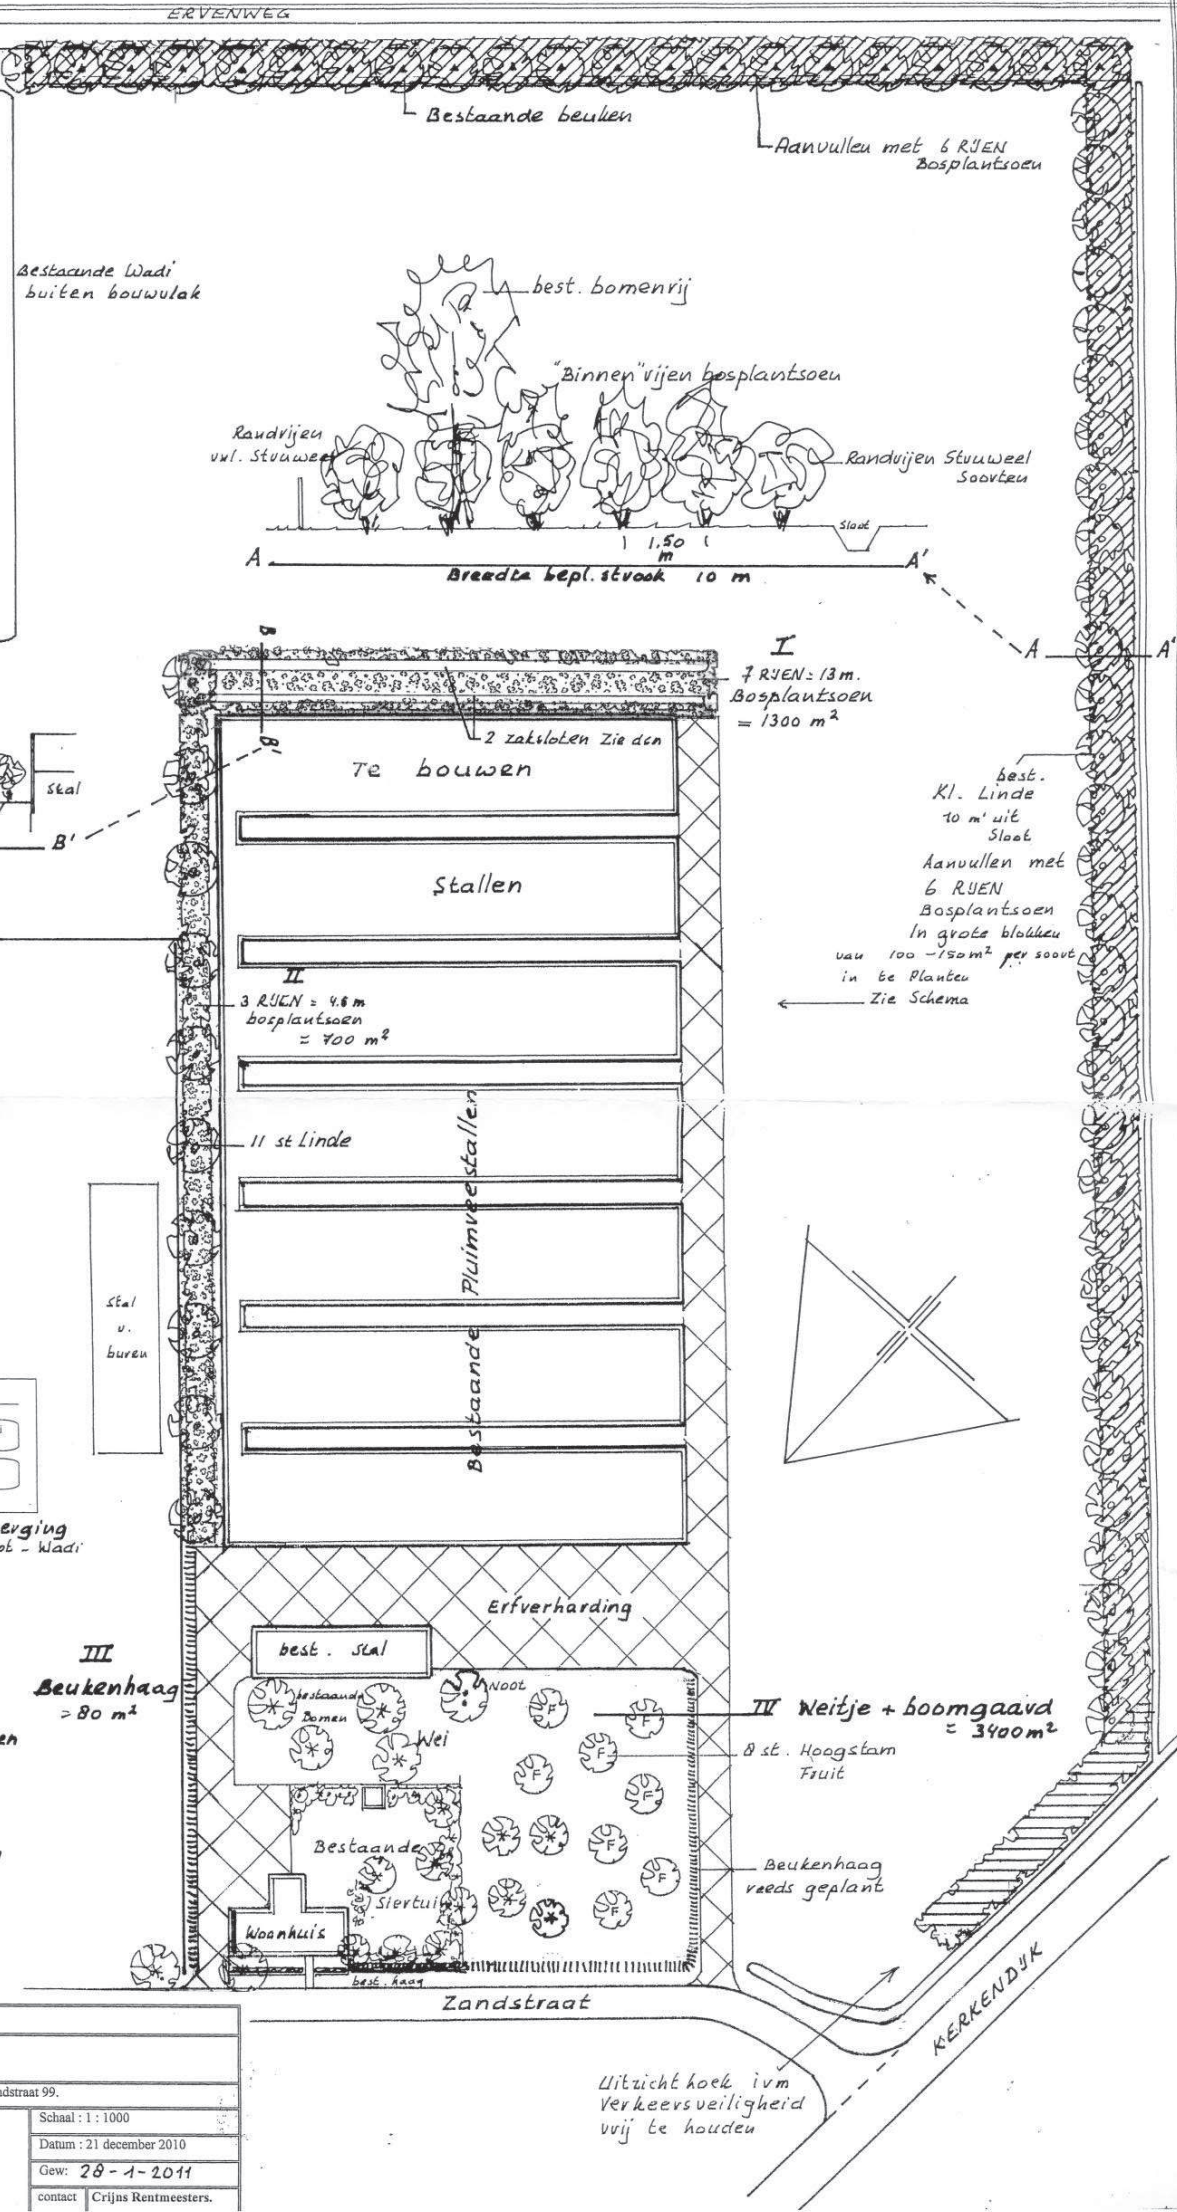 ERVENWEG
Bestaande beuken
Aanvullen met 6 RIJEN
Bosplantsoen
Bestaande Wadi
buiten bouwvlak
best. bomenrij
"Binnen" rijen bosplantsoen
Randrijen
vnl. Struweel
Randrijen Struweel
Soorten
Sloot
1.50
m
A
A'
Breedte bepl. strook 10 m
A
A'
B
I
7 RIJEN = 13 m.
Bosplantsoen
= 1300 m²
B'
2 zaksloten Zie dsn
Te bouwen
Stal
B'
best.
Kl. Linde
10 m' uit
Sloot
Aanvullen met
6 RIJEN
Bosplantsoen
In grote blokken
van 100 - 150 m² per soort
in te Planten
Zie Schema
Stallen
II
3 RIJEN = 4.6 m
bosplantsoen
= 700 m²
11 st Linde
Bestaande Pluimveestallen
Stal
v.
buren
erging
ot - Wadi
Erfverharding
III
Beukenhaag
= 80 m²
en
best. Stal
bestaande
Bomen
Noot
Wei
F
F
F
F
F
F
F
F
IV Weitje + boomgaard
= 3400 m²
8 st. Hoogstam
Fruit
Bestaande
Siertuin
Beukenhaag
reeds geplant
Woonhuis
best. haag
Zandstraat
KERKENDIJK
Uitzicht hoek ivm
Verkeersveiligheid
vrij te houden
ndstraat 99.
Schaal : 1 : 1000
Datum : 21 december 2010
Gew: 28-1-2011
contact Crijns Rentmeesters.